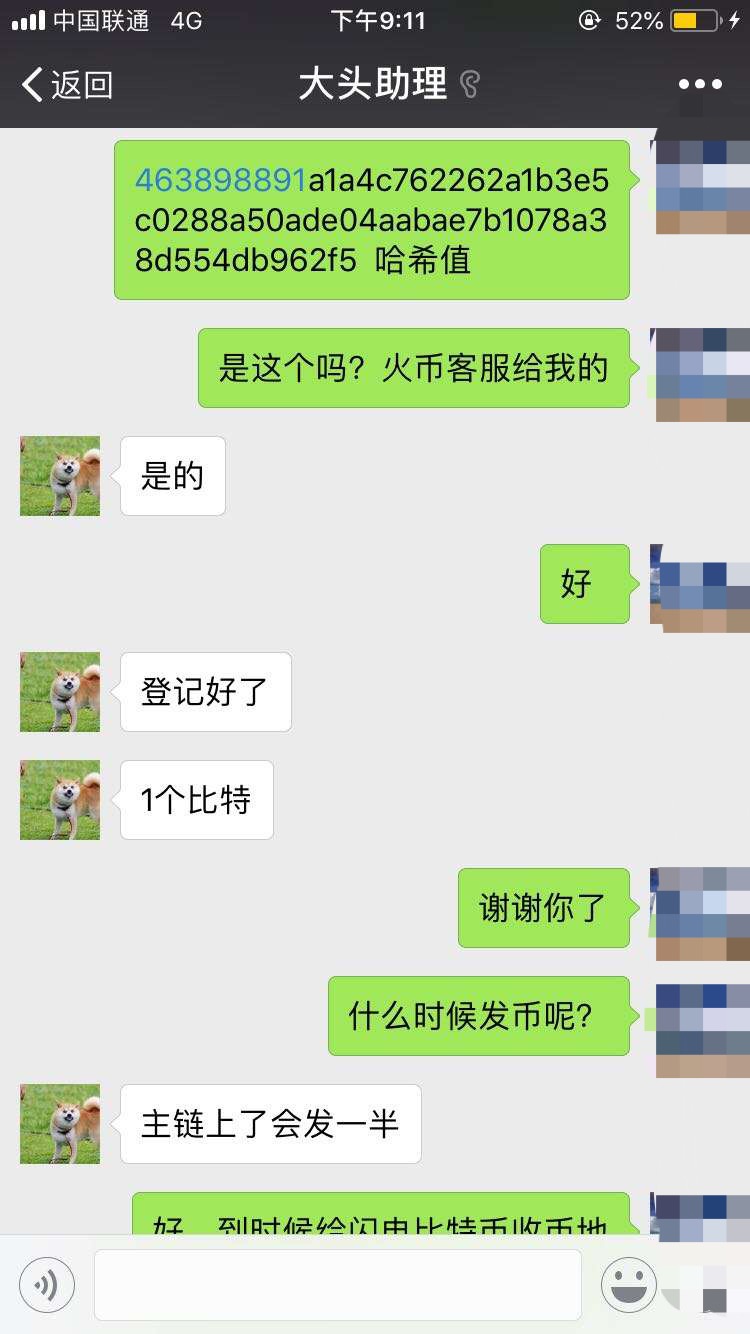 中国联通 4G 下午9:11 52%
返回 大头助理
463898891a1a4c762262a1b3e5
c0288a50ade04aabae7b1078a3
8d554db962f5 哈希值
是这个吗？火币客服给我的
是的
好
登记好了
1个比特
谢谢你了
什么时候发币呢？
主链上了会发一半
好 到时候给闪电比特币收币地